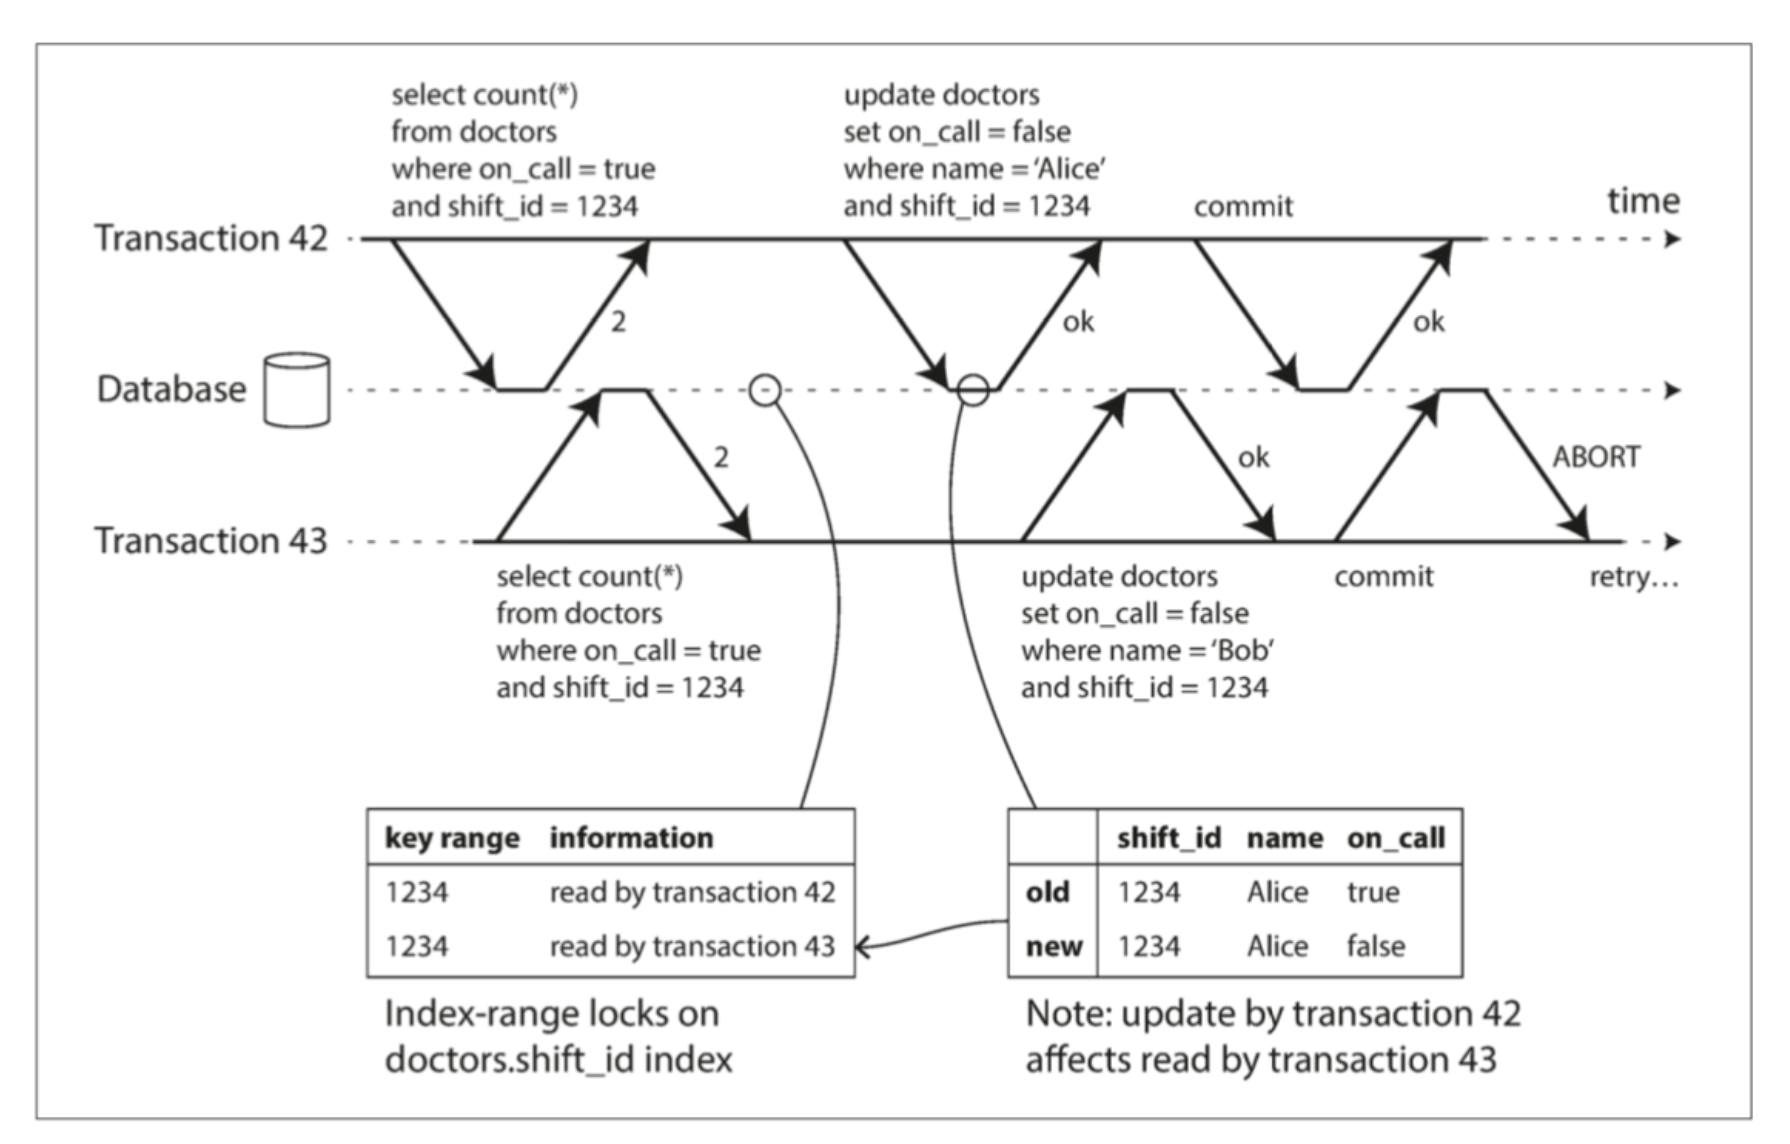 select count(*)
from doctors
where on_call = true
and shift_id = 1234
update doctors
set on_call = false
where name = ‘Alice’
and shift_id = 1234
commit
time
Transaction 42
2
ok
ok
Database
2
ok
ABORT
Transaction 43
select count(*)
from doctors
where on_call = true
and shift_id = 1234
update doctors
set on_call = false
where name = ‘Bob’
and shift_id = 1234
commit
retry…
key range information
1234 read by transaction 42
1234 read by transaction 43
Index-range locks on
doctors.shift_id index
shift_id name on_call
old 1234 Alice true
new 1234 Alice false
Note: update by transaction 42
affects read by transaction 43